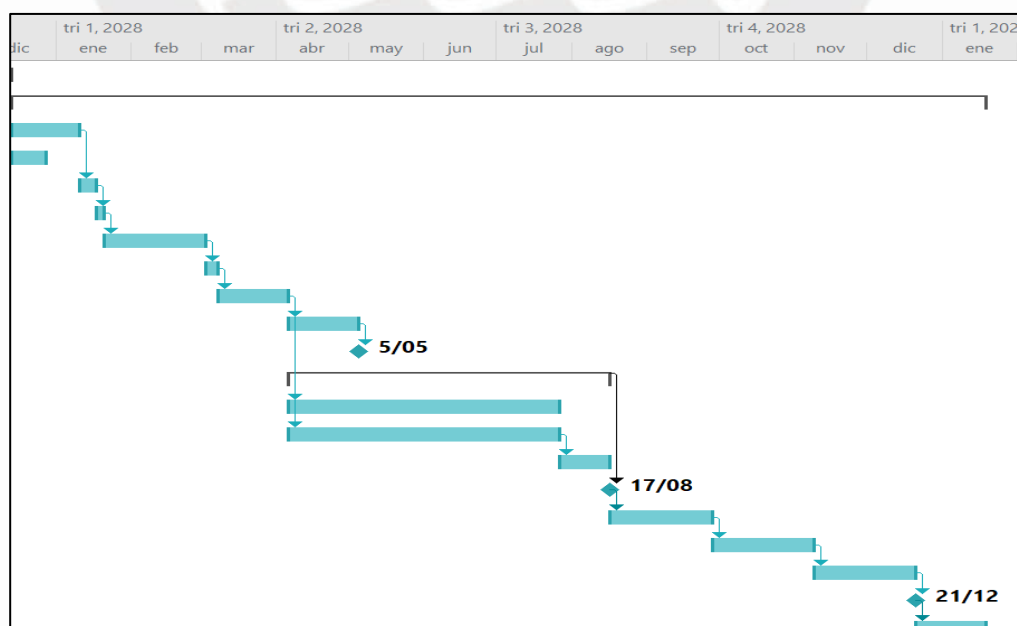 tri 1, 2028 tri 2, 2028 tri 3, 2028 tri 4, 2028 tri 1, 202
dic ene feb mar abr may jun jul ago sep oct nov dic ene
5/05
17/08
21/12